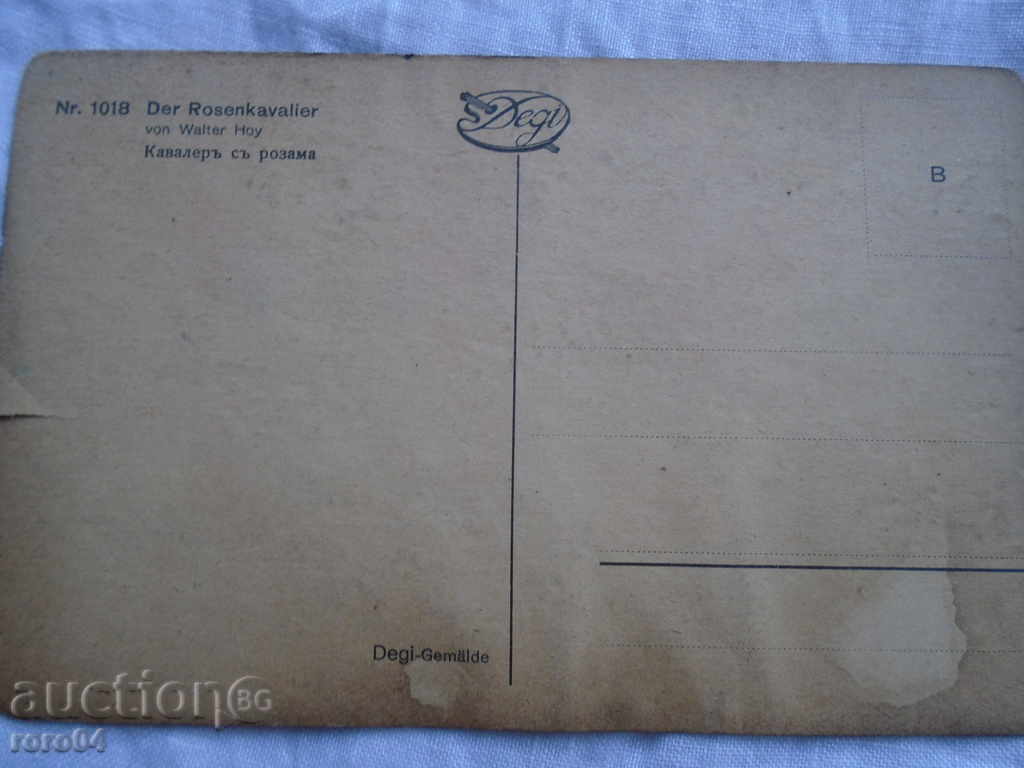 Nr. 1018 Der Rosenkavalier
von Walter Hoy
Кавалеръ съ розама
Degi
B
Degi-Gemälde
auction BG
roro04